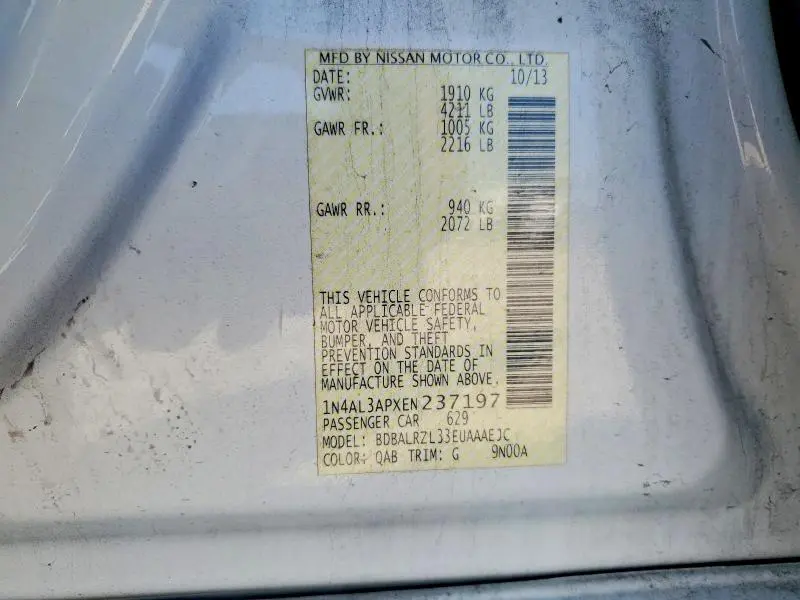 MFD BY NISSAN MOTOR CO., LTD.
DATE: 10/13
GVWR: 1910 KG
4211 LB
GAWR FR.: 1005 KG
2216 LB
GAWR RR.: 940 KG
2072 LB
THIS VEHICLE CONFORMS TO
ALL APPLICABLE FEDERAL
MOTOR VEHICLE SAFETY,
BUMPER, AND THEFT
PREVENTION STANDARDS IN
EFFECT ON THE DATE OF
MANUFACTURE SHOWN ABOVE.
1N4AL3APXEN237197
PASSENGER CAR 629
MODEL: BDBALRZL33EUAAAEJC
COLOR: QAB TRIM: G 9N00A